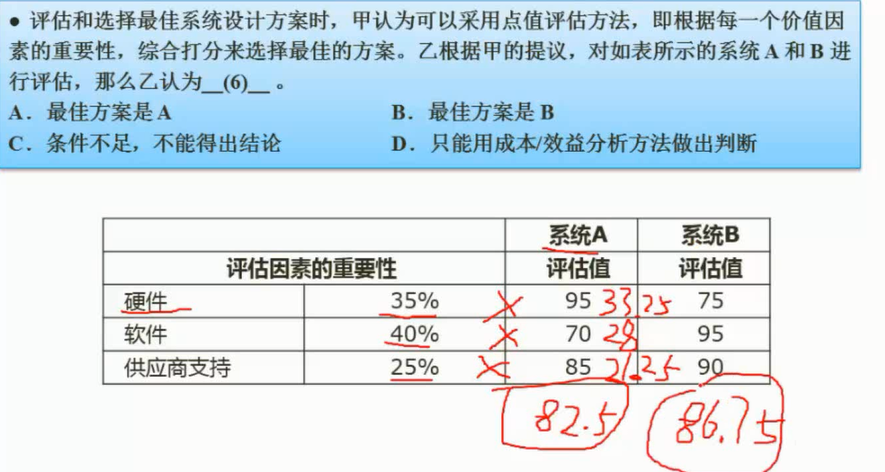 ● 评估和选择最佳系统设计方案时，甲认为可以采用点值评估方法，即根据每一个价值因
素的重要性，综合打分来选择最佳的方案。乙根据甲的提议，对如表所示的系统 A 和 B 进
行评估，那么乙认为__(6)__ 。
A．最佳方案是 A B．最佳方案是 B
C．条件不足，不能得出结论 D．只能用成本/效益分析方法做出判断
系统A 系统B
评估因素的重要性 评估值 评估值
硬件 35% × 95 33.25 75
软件 40% × 70 28 95
供应商支持 25% × 85 21.25 90
82.5 86.75